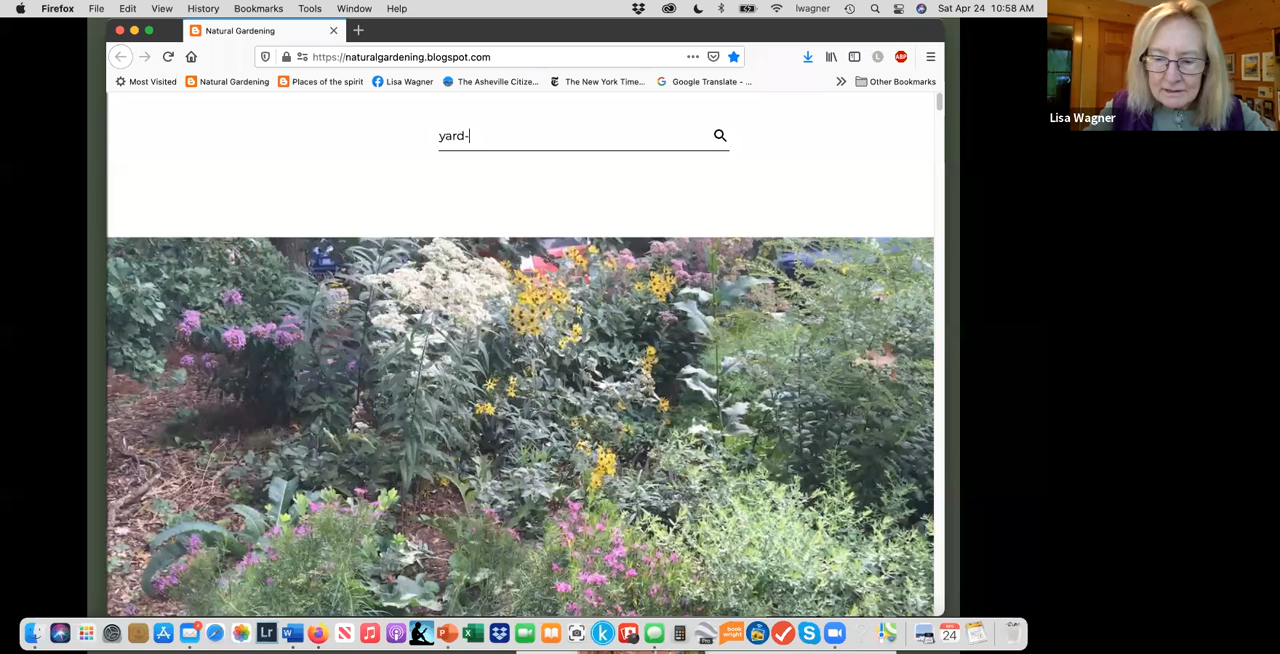 Firefox File Edit View History Bookmarks Tools Window Help lwagner Sat Apr 24 10:58 AM
Natural Gardening
https://naturalgardening.blogspot.com
Most Visited Natural Gardening Places of the spirit Lisa Wagner The Asheville Citize... The New York Time... Google Translate - ... Other Bookmarks
yard-
Lisa Wagner
24